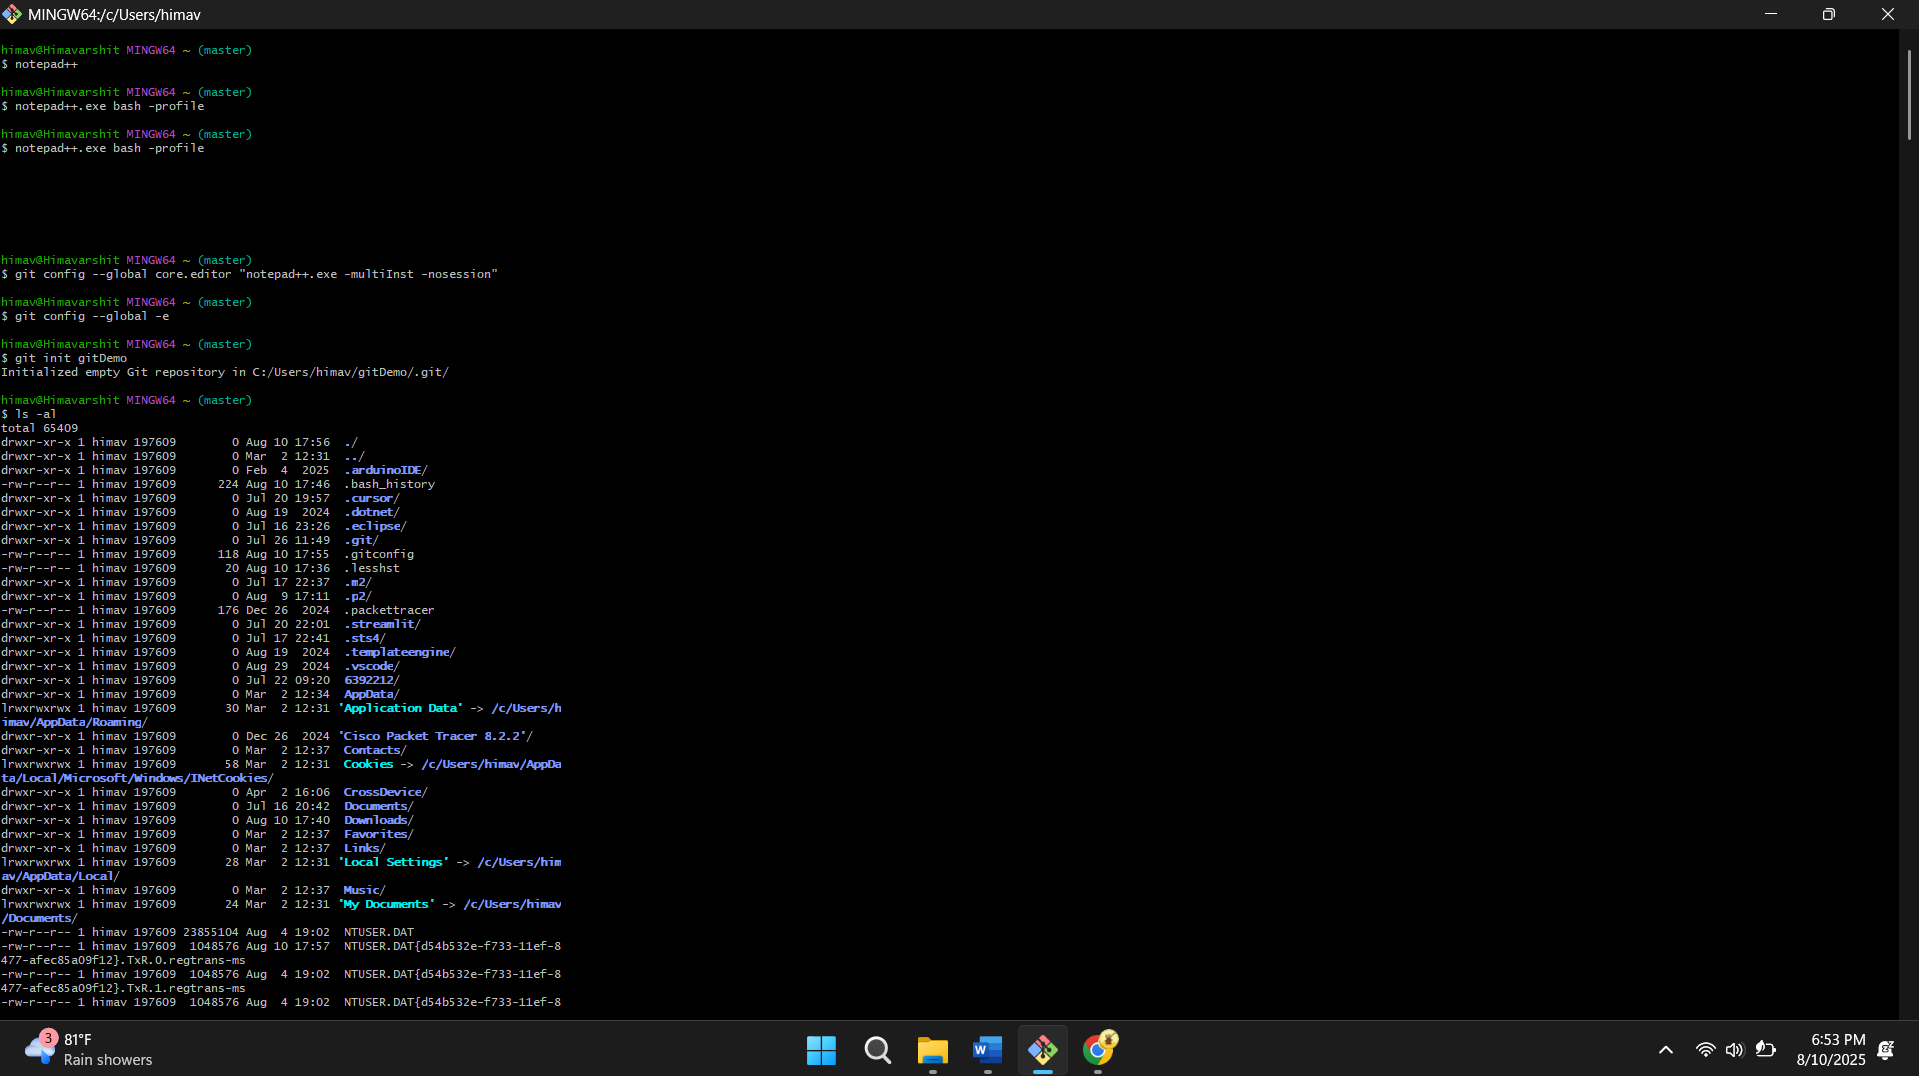 MINGW64:/c/Users/himav
himav@Himavarshit MINGW64 ~ (master)
$ notepad++
himav@Himavarshit MINGW64 ~ (master)
$ notepad++.exe bash -profile
himav@Himavarshit MINGW64 ~ (master)
$ notepad++.exe bash -profile
himav@Himavarshit MINGW64 ~ (master)
$ git config --global core.editor "notepad++.exe -multiInst -nosession"
himav@Himavarshit MINGW64 ~ (master)
$ git config --global -e
himav@Himavarshit MINGW64 ~ (master)
$ git init gitDemo
Initialized empty Git repository in C:/Users/himav/gitDemo/.git/
himav@Himavarshit MINGW64 ~ (master)
$ ls -al
total 65409
drwxr-xr-x 1 himav 197609        0 Aug 10 17:56  ./
drwxr-xr-x 1 himav 197609        0 Mar  2 12:31  ../
drwxr-xr-x 1 himav 197609        0 Feb  4  2025  .arduinoIDE/
-rw-r--r-- 1 himav 197609      224 Aug 10 17:46  .bash_history
drwxr-xr-x 1 himav 197609        0 Jul 20 19:57  .cursor/
drwxr-xr-x 1 himav 197609        0 Aug 19  2024  .dotnet/
drwxr-xr-x 1 himav 197609        0 Jul 16 23:26  .eclipse/
drwxr-xr-x 1 himav 197609        0 Jul 26 11:49  .git/
-rw-r--r-- 1 himav 197609      118 Aug 10 17:55  .gitconfig
-rw-r--r-- 1 himav 197609       20 Aug 10 17:36  .lesshst
drwxr-xr-x 1 himav 197609        0 Jul 17 22:37  .m2/
drwxr-xr-x 1 himav 197609        0 Aug  9 17:11  .p2/
-rw-r--r-- 1 himav 197609      176 Dec 26  2024  .packettracer
drwxr-xr-x 1 himav 197609        0 Jul 20 22:01  .streamlit/
drwxr-xr-x 1 himav 197609        0 Jul 17 22:41  .sts4/
drwxr-xr-x 1 himav 197609        0 Aug 19  2024  .templateengine/
drwxr-xr-x 1 himav 197609        0 Aug 29  2024  .vscode/
drwxr-xr-x 1 himav 197609        0 Jul 22 09:20  6392212/
drwxr-xr-x 1 himav 197609        0 Mar  2 12:34  AppData/
lrwxrwxrwx 1 himav 197609       30 Mar  2 12:31 'Application Data' -> /c/Users/h
imav/AppData/Roaming/
drwxr-xr-x 1 himav 197609        0 Dec 26  2024 'Cisco Packet Tracer 8.2.2'/
drwxr-xr-x 1 himav 197609        0 Mar  2 12:37  Contacts/
lrwxrwxrwx 1 himav 197609       58 Mar  2 12:31  Cookies -> /c/Users/himav/AppDa
ta/Local/Microsoft/Windows/INetCookies/
drwxr-xr-x 1 himav 197609        0 Apr  2 16:06  CrossDevice/
drwxr-xr-x 1 himav 197609        0 Jul 16 20:42  Documents/
drwxr-xr-x 1 himav 197609        0 Aug 10 17:40  Downloads/
drwxr-xr-x 1 himav 197609        0 Mar  2 12:37  Favorites/
drwxr-xr-x 1 himav 197609        0 Mar  2 12:37  Links/
lrwxrwxrwx 1 himav 197609       28 Mar  2 12:31 'Local Settings' -> /c/Users/him
av/AppData/Local/
drwxr-xr-x 1 himav 197609        0 Mar  2 12:37  Music/
lrwxrwxrwx 1 himav 197609       24 Mar  2 12:31 'My Documents' -> /c/Users/himav
/Documents/
-rw-r--r-- 1 himav 197609 23855104 Aug  4 19:02  NTUSER.DAT
-rw-r--r-- 1 himav 197609  1048576 Aug 10 17:57  NTUSER.DAT{d54b532e-f733-11ef-8
477-afec85a09f12}.TxR.0.regtrans-ms
-rw-r--r-- 1 himav 197609  1048576 Aug  4 19:02  NTUSER.DAT{d54b532e-f733-11ef-8
477-afec85a09f12}.TxR.1.regtrans-ms
-rw-r--r-- 1 himav 197609  1048576 Aug  4 19:02  NTUSER.DAT{d54b532e-f733-11ef-8
3
81°F
Rain showers
W
6:53 PM
8/10/2025